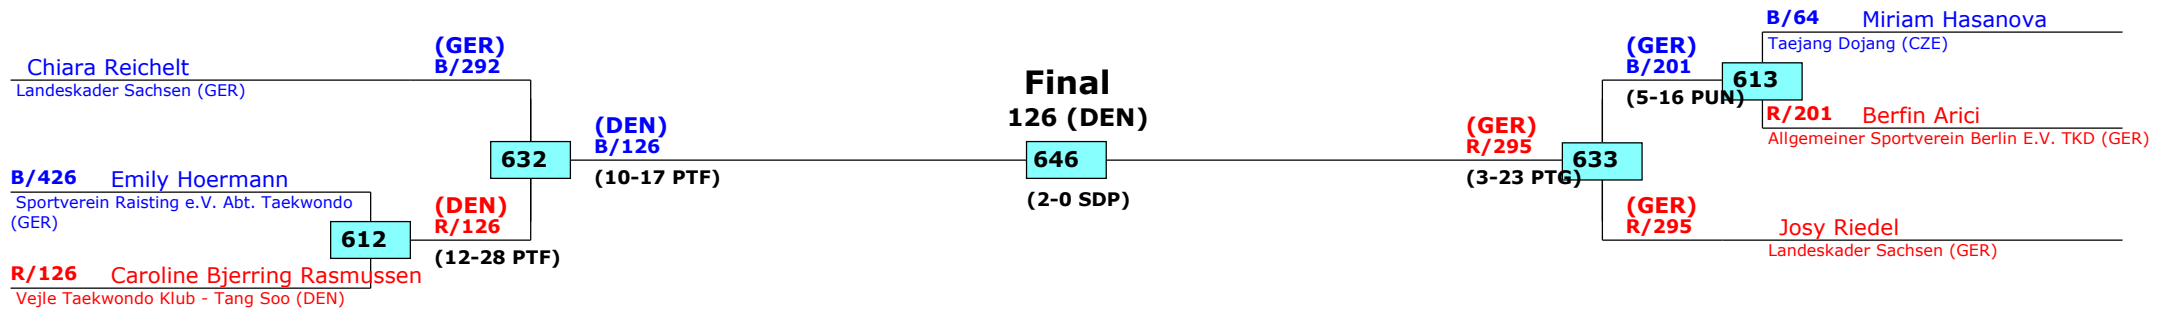 Chiara Reichelt
Landeskader Sachsen (GER)
(GER)
B/292
B/426 Emily Hoermann
Sportverein Raisting e.V. Abt. Taekwondo
(GER)
612
R/126 Caroline Bjerring Rasmussen
Vejle Taekwondo Klub - Tang Soo (DEN)
(DEN)
R/126
(12-28 PTF)
632
(DEN)
B/126
(10-17 PTF)
Final
126 (DEN)
646
(2-0 SDP)
(GER)
R/295
(3-23 PTG)
633
(GER)
B/201
(5-16 PUN)
613
B/64 Miriam Hasanova
Taejang Dojang (CZE)
R/201 Berfin Arici
Allgemeiner Sportverein Berlin E.V. TKD (GER)
(GER)
R/295
Josy Riedel
Landeskader Sachsen (GER)